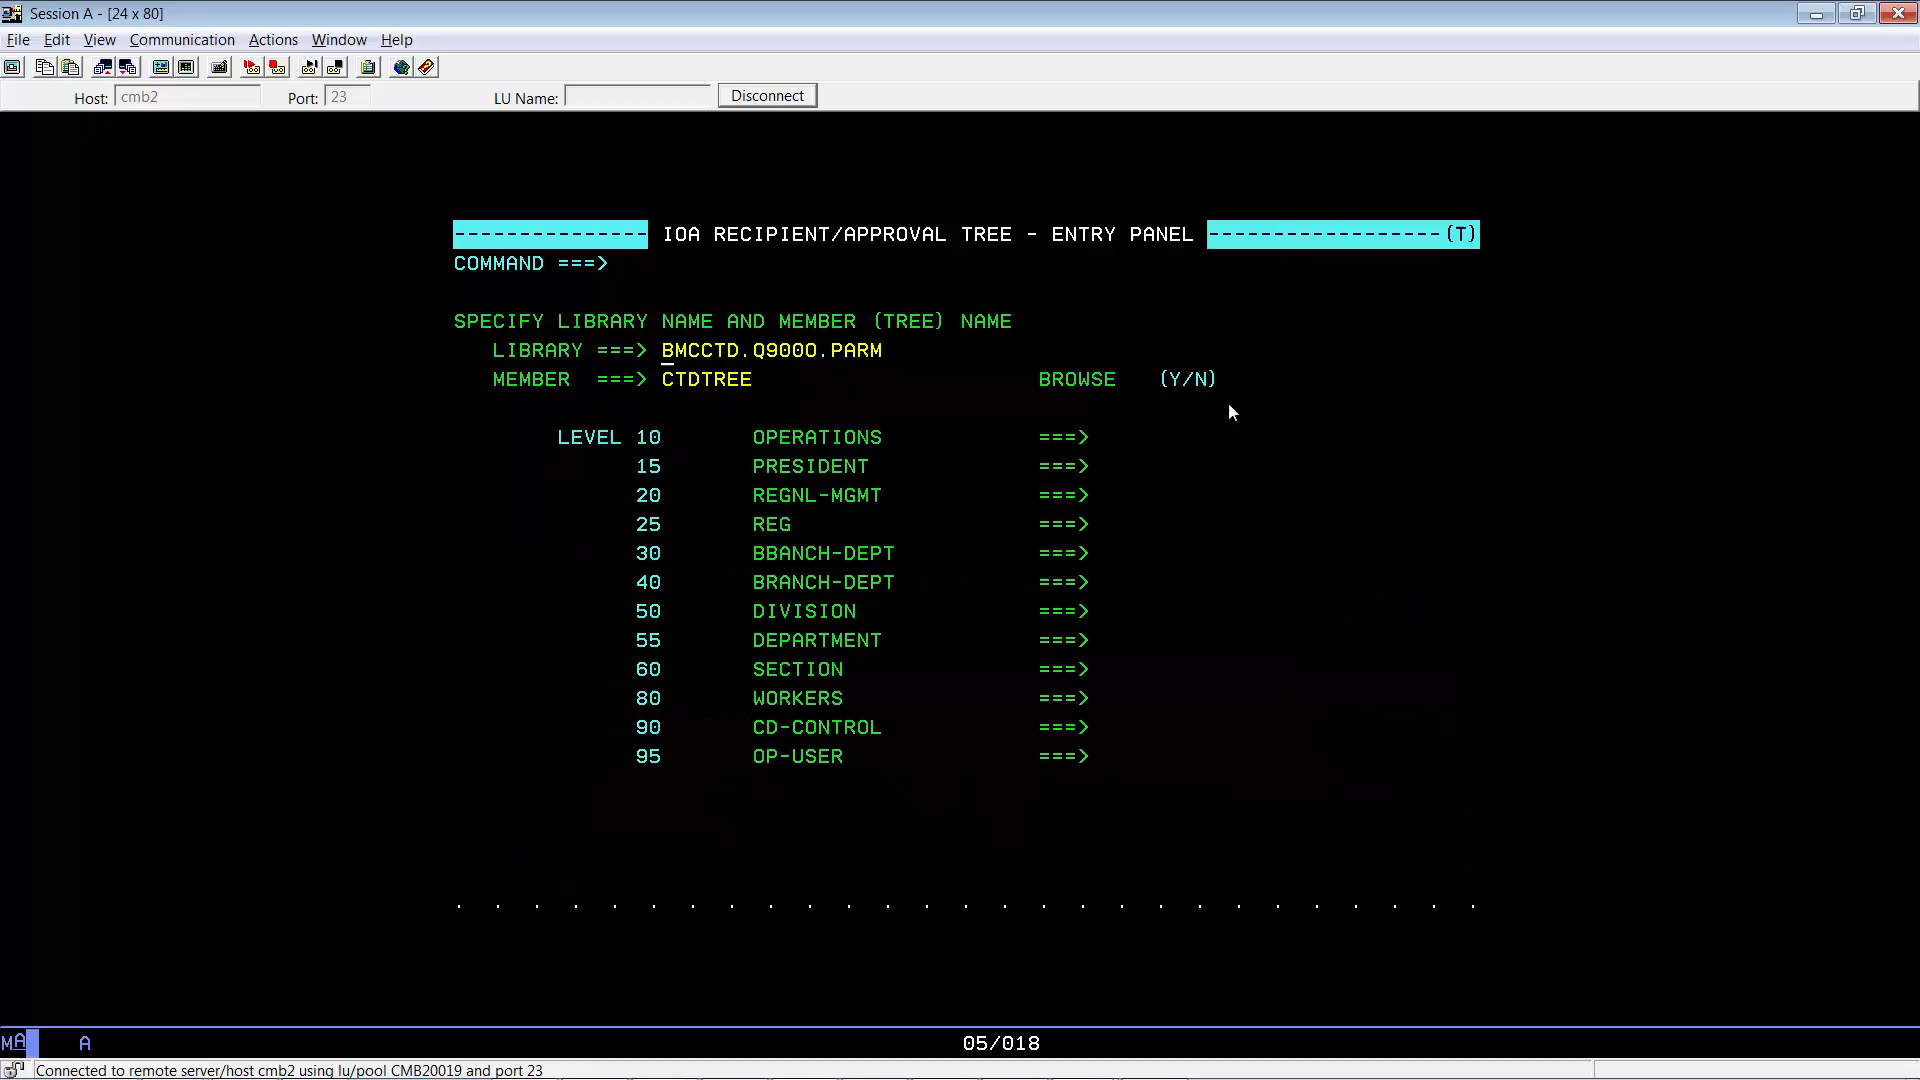 Session A - [24 x 80]
File Edit View Communication Actions Window Help
Host: cmb2 Port: 23 LU Name: Disconnect
--------------- IOA RECIPIENT/APPROVAL TREE - ENTRY PANEL ------------------(T)
COMMAND ===>
SPECIFY LIBRARY NAME AND MEMBER (TREE) NAME
LIBRARY ===> BMCCTD.Q900O.PARM
MEMBER ===> CTDTREE BROWSE (Y/N)
LEVEL 10 OPERATIONS ===>
15 PRESIDENT ===>
20 REGNL-MGMT ===>
25 REG ===>
30 BBANCH-DEPT ===>
40 BRANCH-DEPT ===>
50 DIVISION ===>
55 DEPARTMENT ===>
60 SECTION ===>
80 WORKERS ===>
90 CD-CONTROL ===>
95 OP-USER ===>
. . . . . . . . . . . . . . . . . . . . . . . . . . .
MA A 05/018
Connected to remote server/host cmb2 using lu/pool CMB20019 and port 23